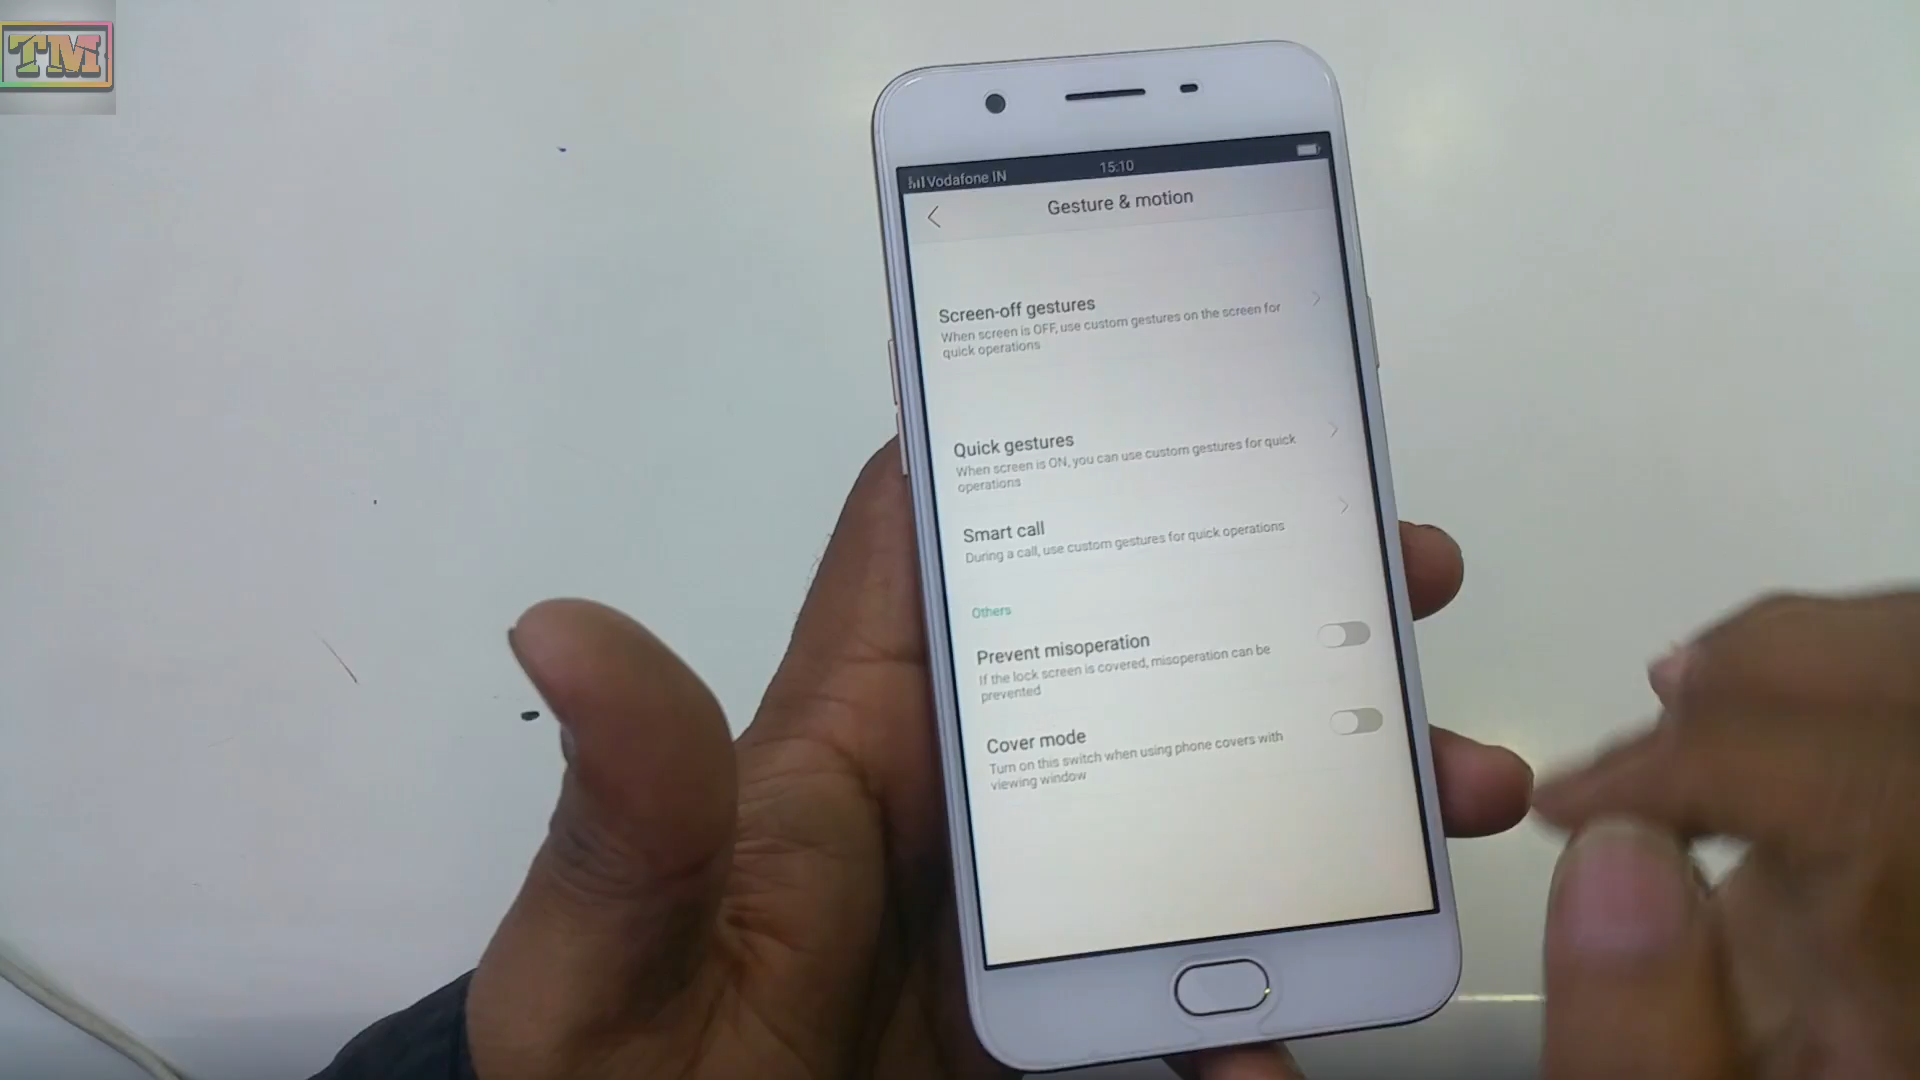 TM
Vodafone IN
15:10
Gesture & motion
Screen-off gestures
When screen is OFF, use custom gestures on the screen for
quick operations
Quick gestures
When screen is ON, you can use custom gestures for quick
operations
Smart call
During a call, use custom gestures for quick operations
Others
Prevent misoperation
If the lock screen is covered, misoperation can be
prevented
Cover mode
Turn on this switch when using phone covers with
viewing window